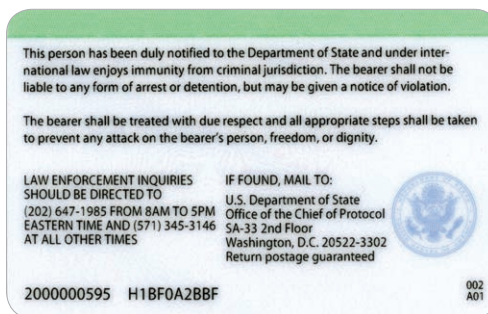 This person has been duly notified to the Department of State and under inter-
national law enjoys immunity from criminal jurisdiction. The bearer shall not be
liable to any form of arrest or detention, but may be given a notice of violation.
The bearer shall be treated with due respect and all appropriate steps shall be taken
to prevent any attack on the bearer's person, freedom, or dignity.
LAW ENFORCEMENT INQUIRIES
SHOULD BE DIRECTED TO
(202) 647-1985 FROM 8AM TO 5PM
EASTERN TIME AND (571) 345-3146
AT ALL OTHER TIMES
IF FOUND, MAIL TO:
U.S. Department of State
Office of the Chief of Protocol
SA-33 2nd Floor
Washington, D.C. 20522-3302
Return postage guaranteed
2000000595 H1BF0A2BBF
002
A01